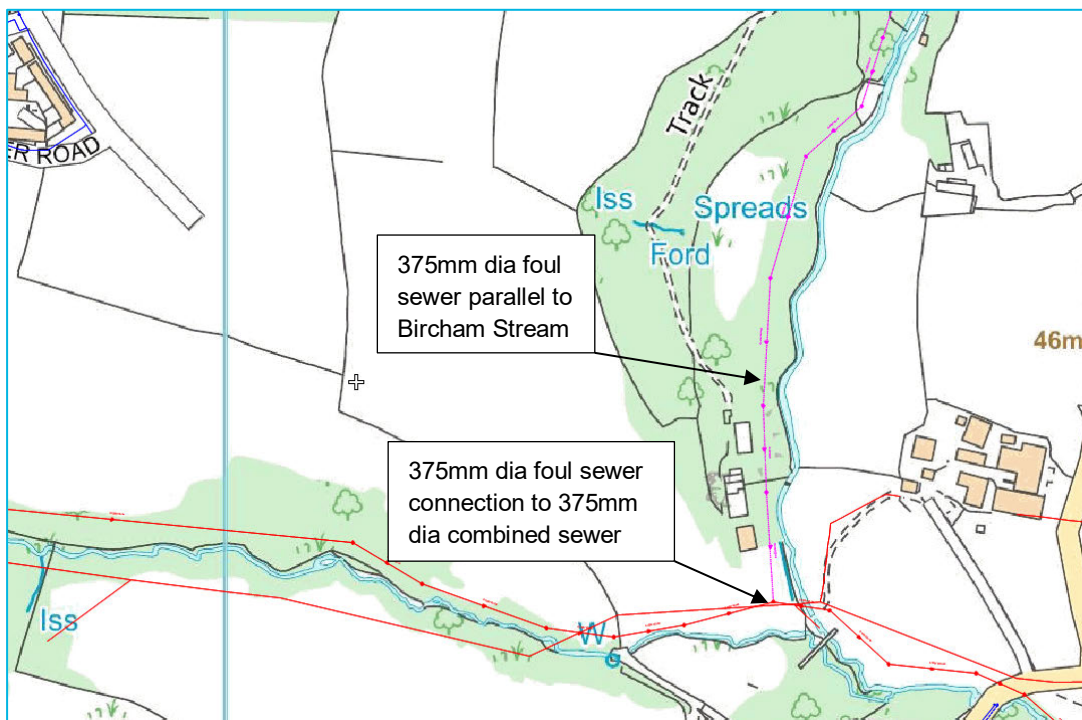 ER ROAD
Track
Iss
Spreads
Ford
375mm dia foul
sewer parallel to
Bircham Stream
46m
375mm dia foul sewer
connection to 375mm
dia combined sewer
Iss
W